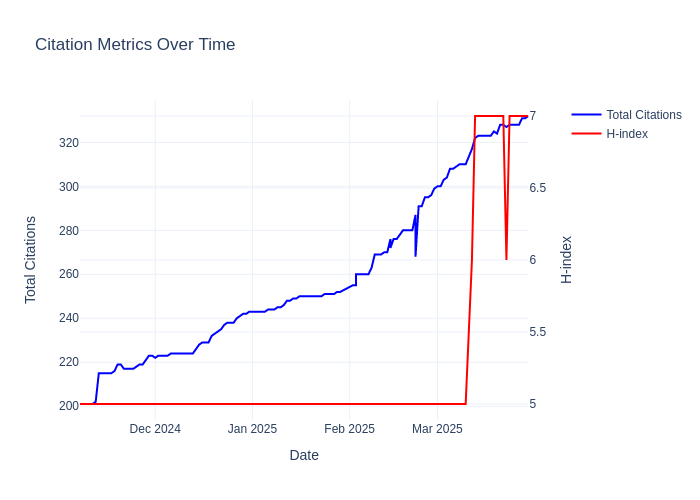 Citation Metrics Over Time
Total Citations
H-index
320
300
280
260
240
220
200
7
6.5
6
5.5
5
Total Citations
H-index
Dec 2024
Jan 2025
Feb 2025
Mar 2025
Date